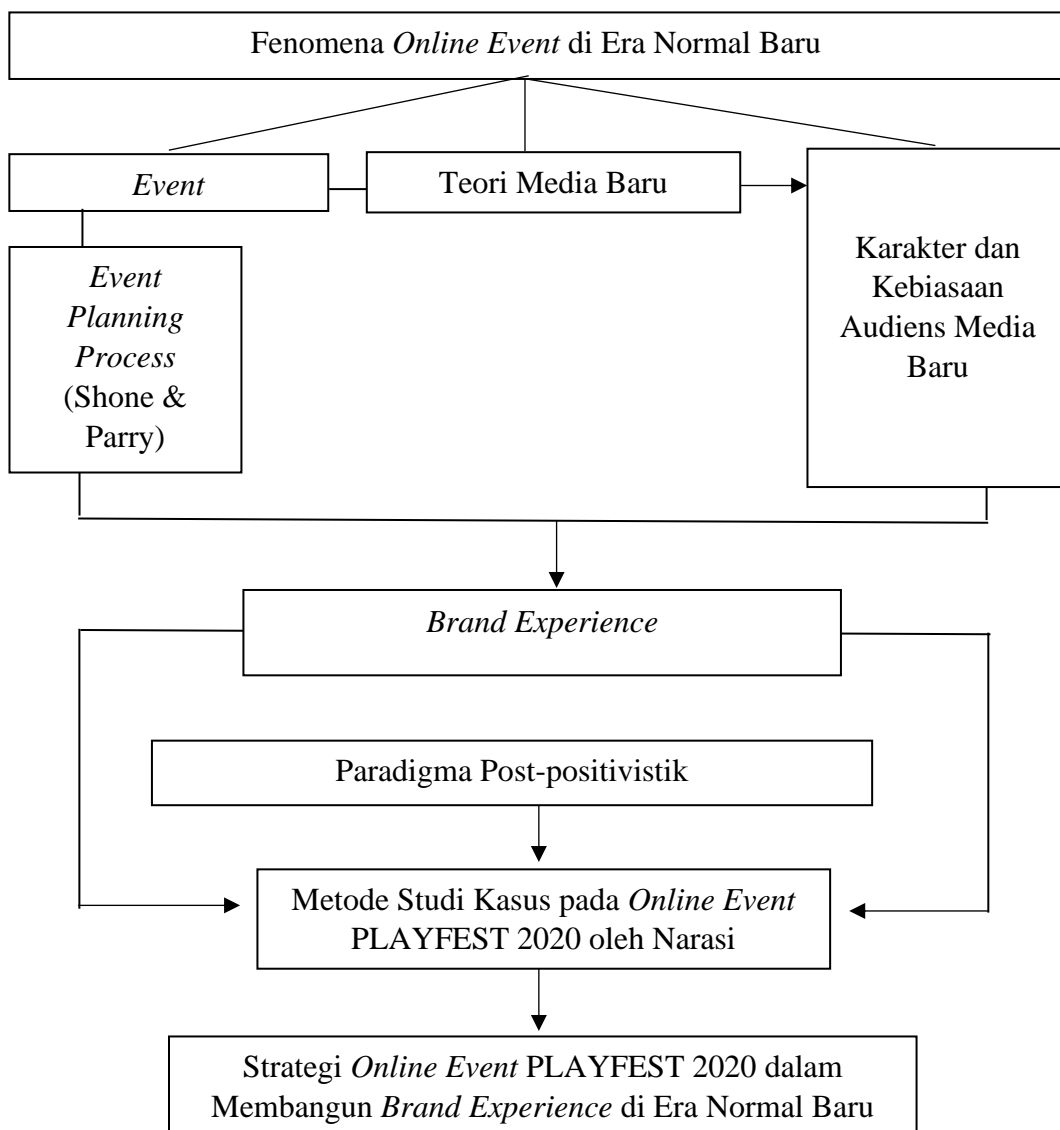 Fenomena Online Event di Era Normal Baru
Event
Teori Media Baru
Karakter dan
Kebiasaan
Audiens Media
Baru
Event
Planning
Process
(Shone &
Parry)
Brand Experience
Paradigma Post-positivistik
Metode Studi Kasus pada Online Event
PLAYFEST 2020 oleh Narasi
Strategi Online Event PLAYFEST 2020 dalam
Membangun Brand Experience di Era Normal Baru